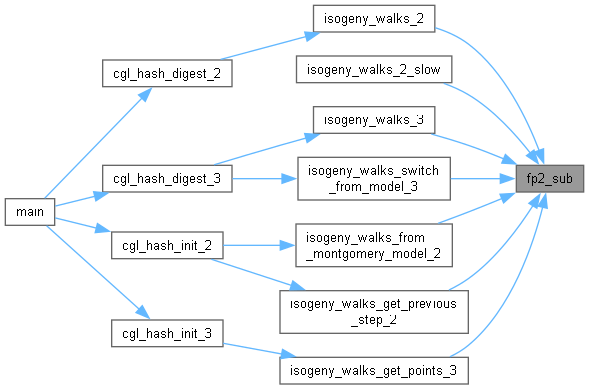 isogeny_walks_2
cgl_hash_digest_2
isogeny_walks_2_slow
isogeny_walks_3
cgl_hash_digest_3
isogeny_walks_switch
_from_model_3
fp2_sub
main
cgl_hash_init_2
isogeny_walks_from
_montgomery_model_2
isogeny_walks_get_previous
_step_2
cgl_hash_init_3
isogeny_walks_get_points_3